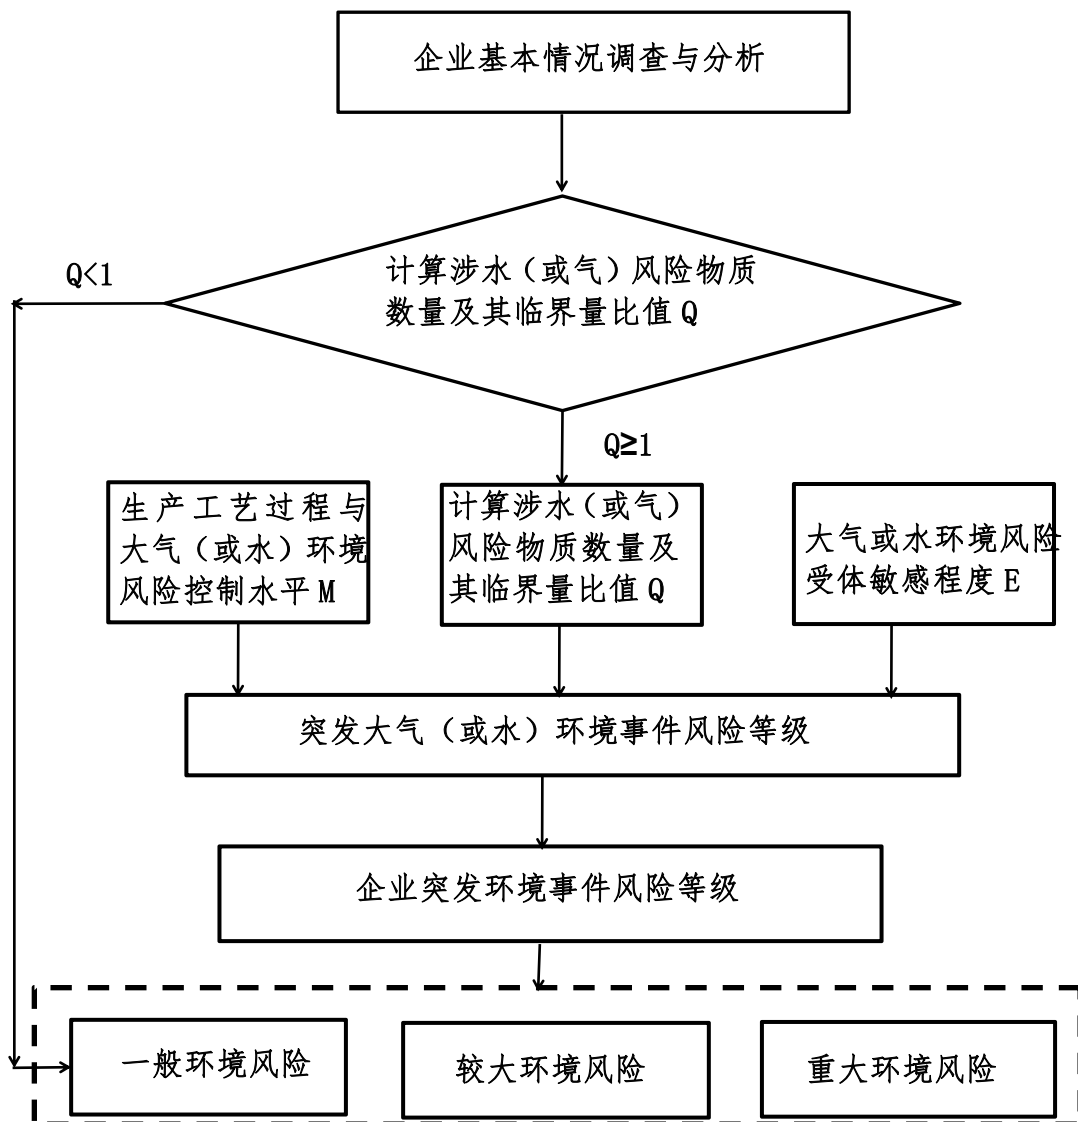 企业基本情况调查与分析
Q<1
计算涉水（或气）风险物质
数量及其临界量比值 Q
Q≥1
生产工艺过程与
大气（或水）环境
风险控制水平 M
计算涉水（或气）
风险物质数量及
其临界量比值 Q
大气或水环境风险
受体敏感程度 E
突发大气（或水）环境事件风险等级
企业突发环境事件风险等级
一般环境风险
较大环境风险
重大环境风险